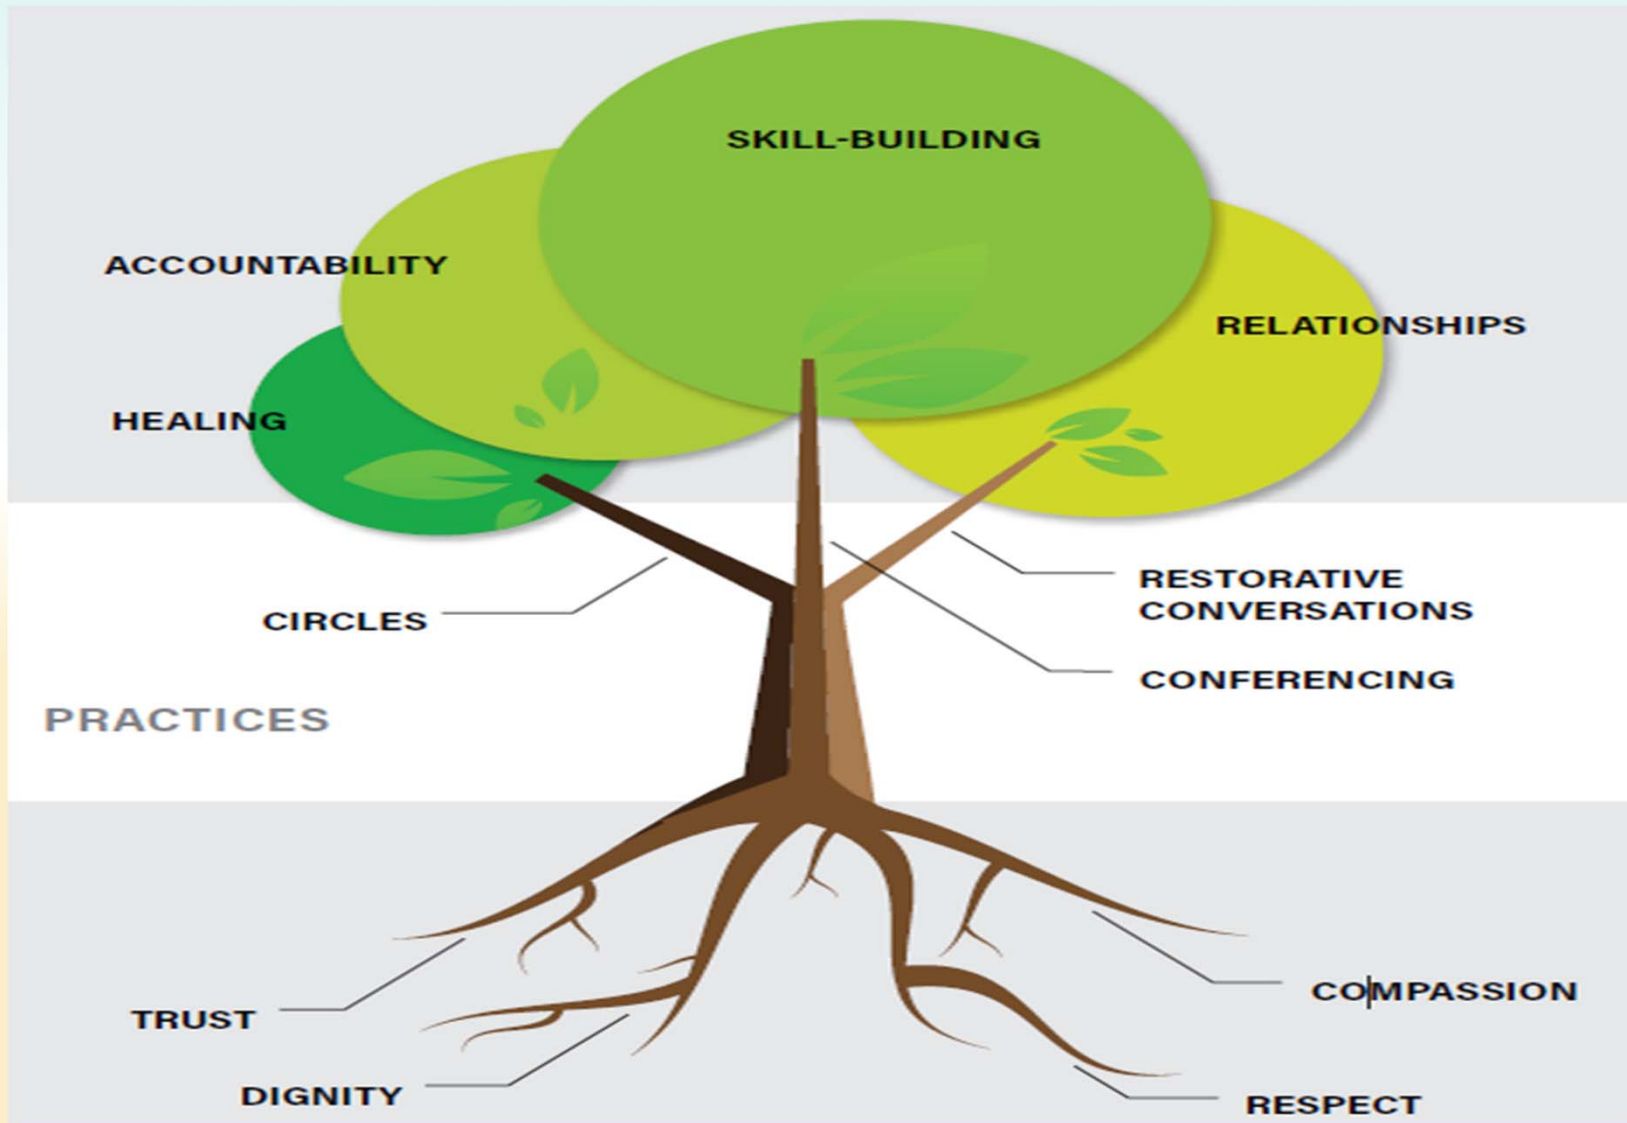 SKILL-BUILDING
ACCOUNTABILITY
RELATIONSHIPS
HEALING
RESTORATIVE
CONVERSATIONS
CIRCLES
CONFERENCING
PRACTICES
COMPASSION
TRUST
DIGNITY
RESPECT